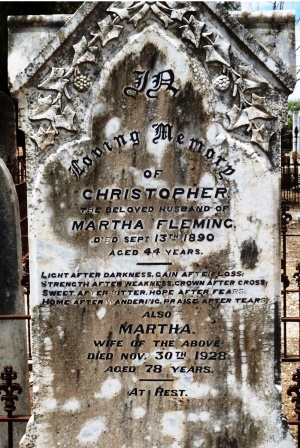 IN
Loving Memory
OF
CHRISTOPHER
THE BELOVED HUSBAND OF
MARTHA FLEMING,
DIED SEPT 13TH 1890
AGED 44 YEARS.
LIGHT AFTER DARKNESS, GAIN AFTER LOSS;
STRENGTH AFTER WEAKNESS, CROWN AFTER CROSS;
SWEET AFTER BITTER, HOPE AFTER FEARS;
HOME AFTER WANDERING, PRAISE AFTER TEARS
ALSO
MARTHA.
WIFE OF THE ABOVE
DIED NOV. 30TH 1928
AGED 78 YEARS.
AT REST.